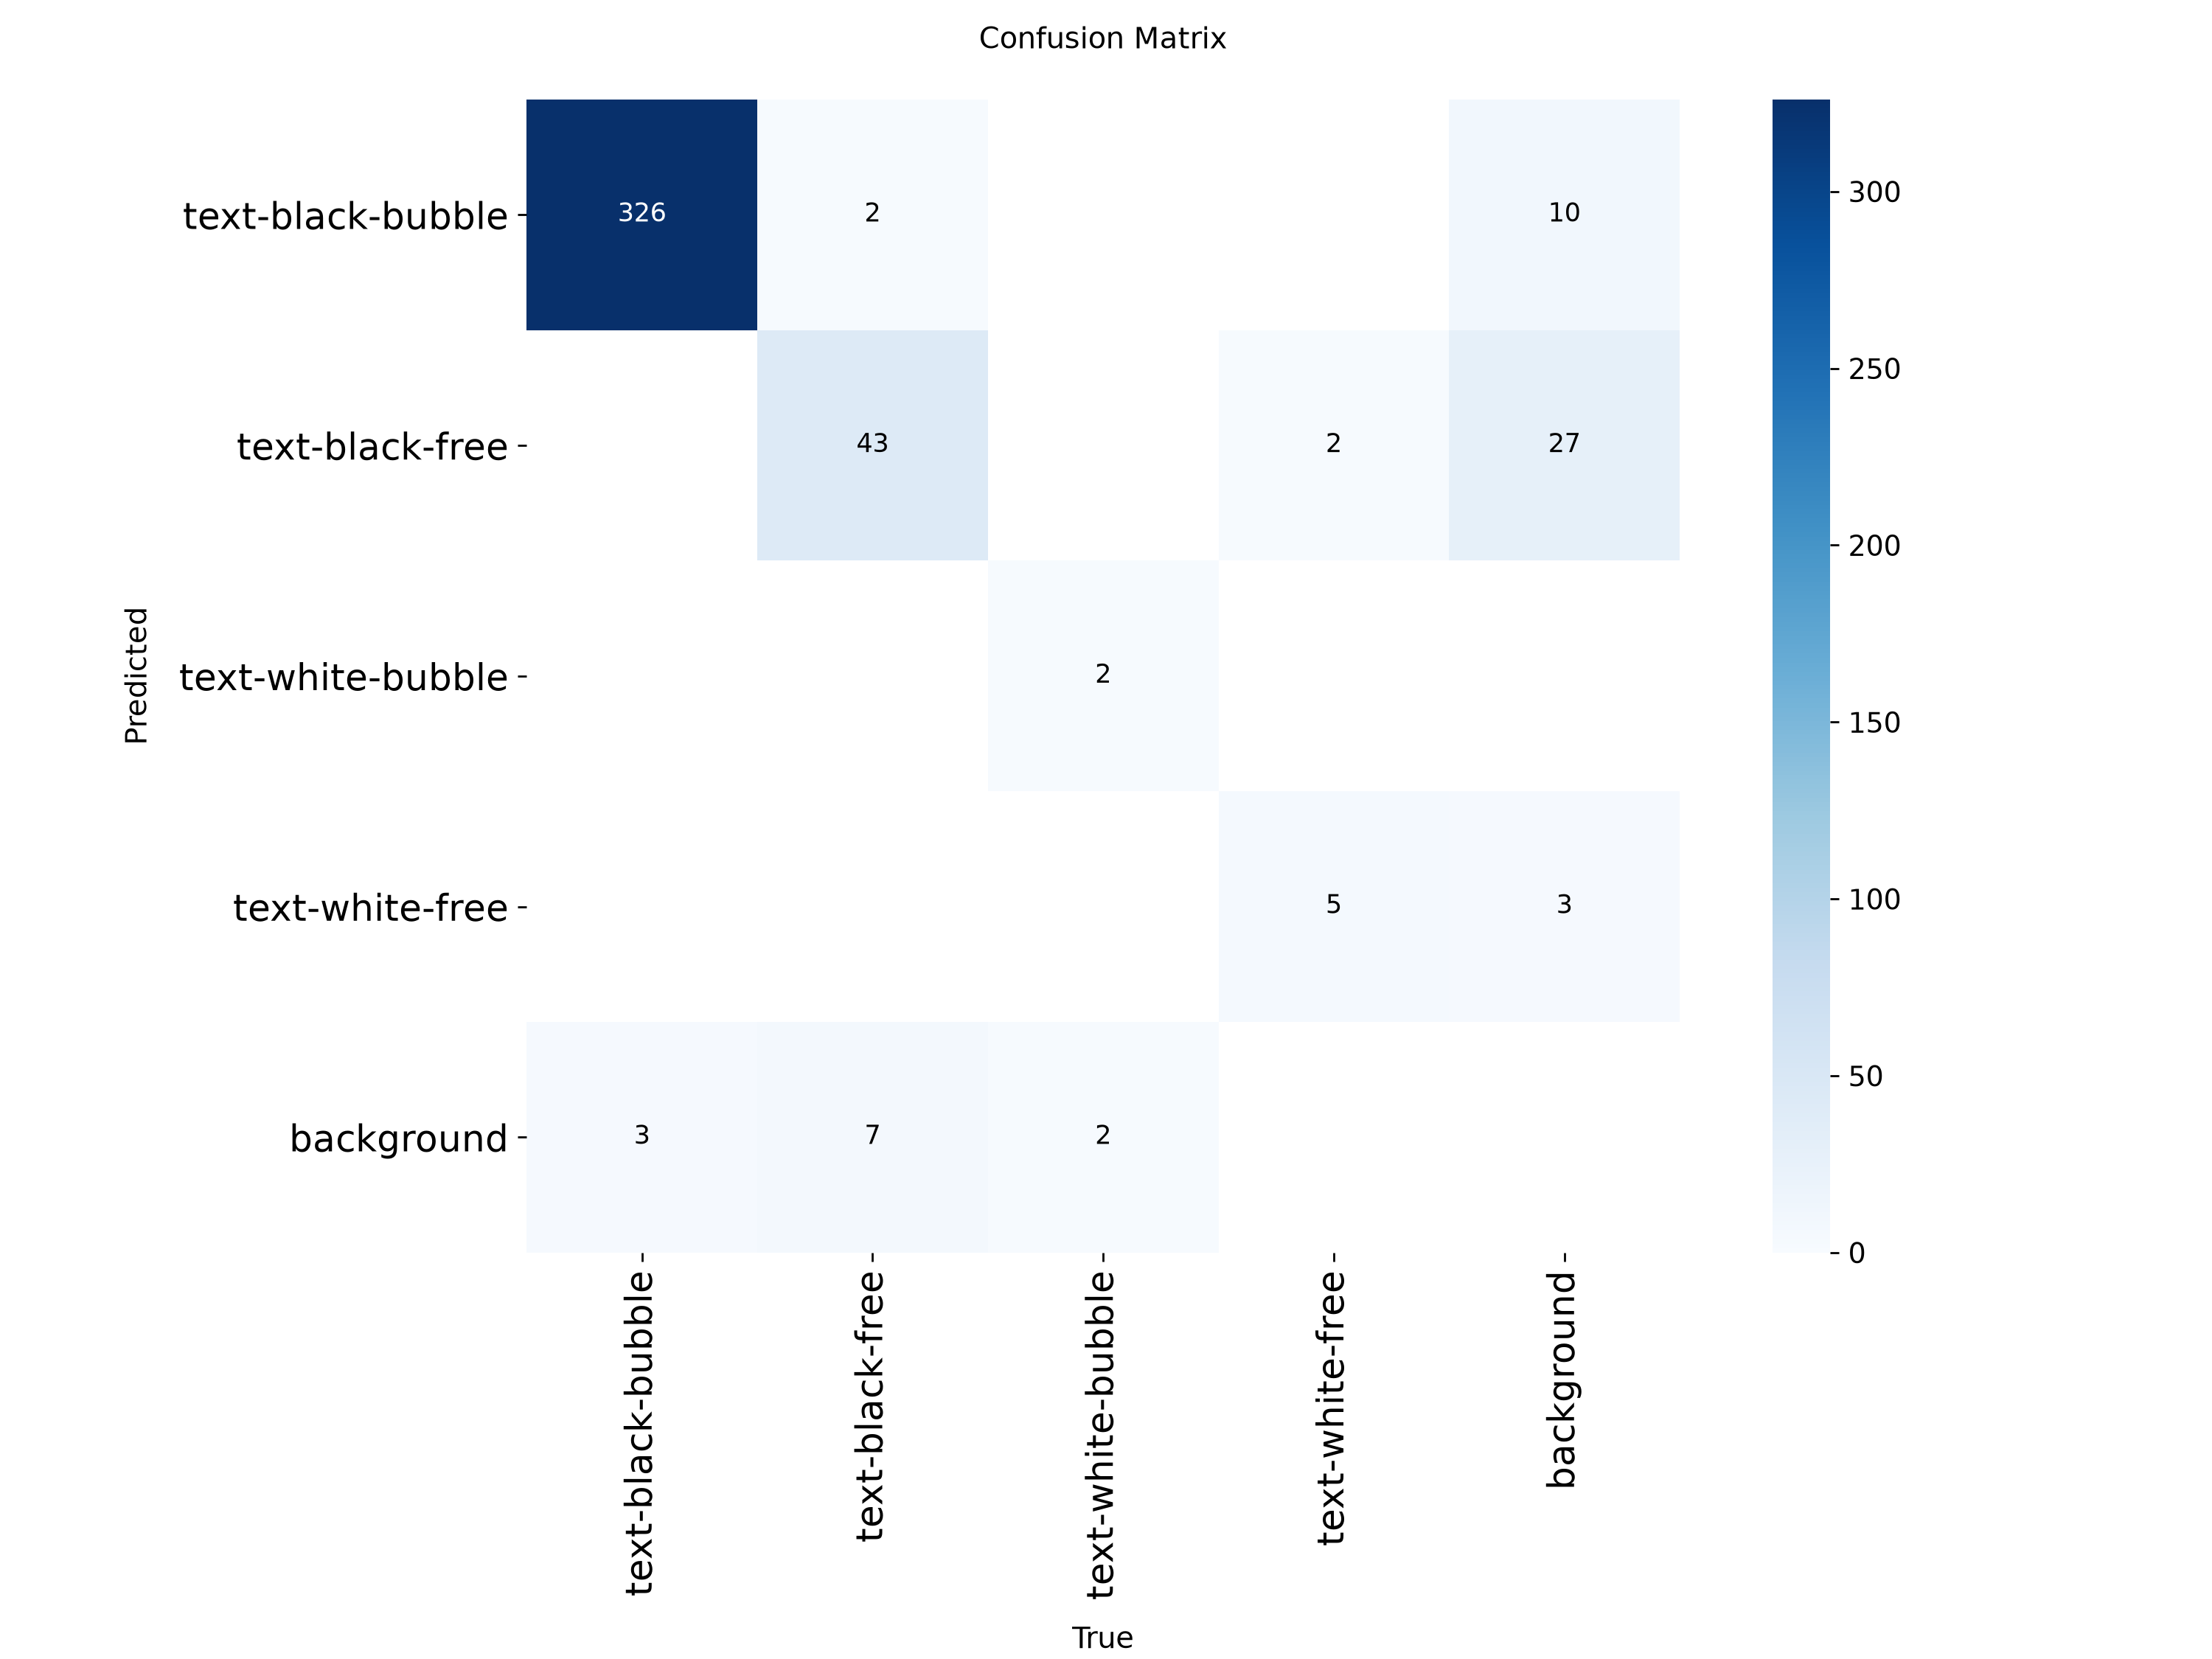 Confusion Matrix
text-black-bubble 326 2 10
300
250
text-black-free 43 2 27
200
Predicted
text-white-bubble 2
150
text-white-free 5 3
100
50
background 3 7 2
0
text-black-bubble
text-black-free
text-white-bubble
text-white-free
background
True